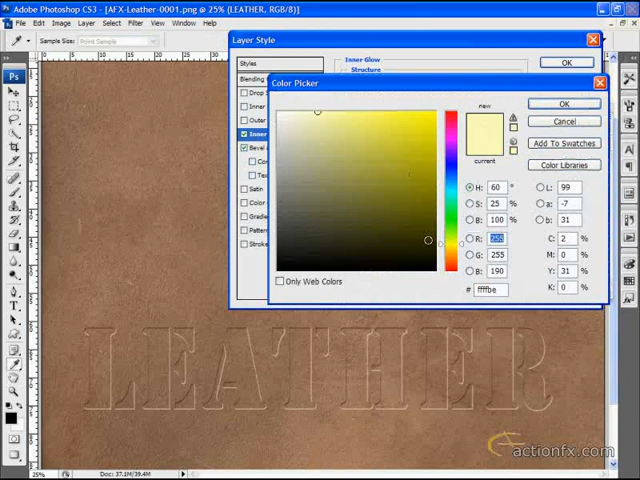 Adobe Photoshop CS3 - [AFX-Leather-0001.png @ 25% (LEATHER, RGB/8)]
File Edit Image Layer Select Filter View Window Help
Sample Size: Point Sample
Layer Style
Styles
Inner Glow
Structure
OK
Blending
Drop S
Inner
Outer
Inner
Bevel
Co
Te
Satin
Color
Gradie
Patter
Stroke
Color Picker
new
current
OK
Cancel
Add To Swatches
Color Libraries
H: 60 °
L: 99
S: 25 %
a: -7
B: 100 %
b: 31
R: 255
C: 2 %
G: 255
M: 0 %
B: 190
Y: 31 %
# ffffbe
K: 0 %
Only Web Colors
Ps
LEATHER
actionfx.com
25%
Doc: 37.1M/39.4M